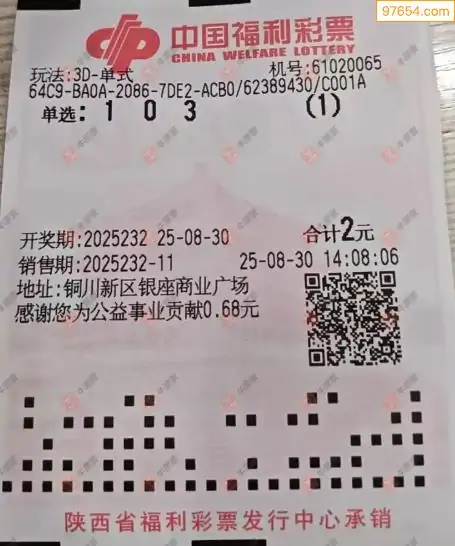 97654.com
中国福利彩票
CHINA WELFARE LOTTERY
玩法:3D-单式 机号:61020065
64C9-BA0A-2086-7DE2-ACB0/62389430/C001A
单选: 1 0 3 (1)
开奖期:2025232 25-08-30 合计2元
销售期:2025232-11 25-08-30 14:08:06
地址:铜川新区银座商业广场
感谢您为公益事业贡献0.68元
陕西省福利彩票发行中心承销